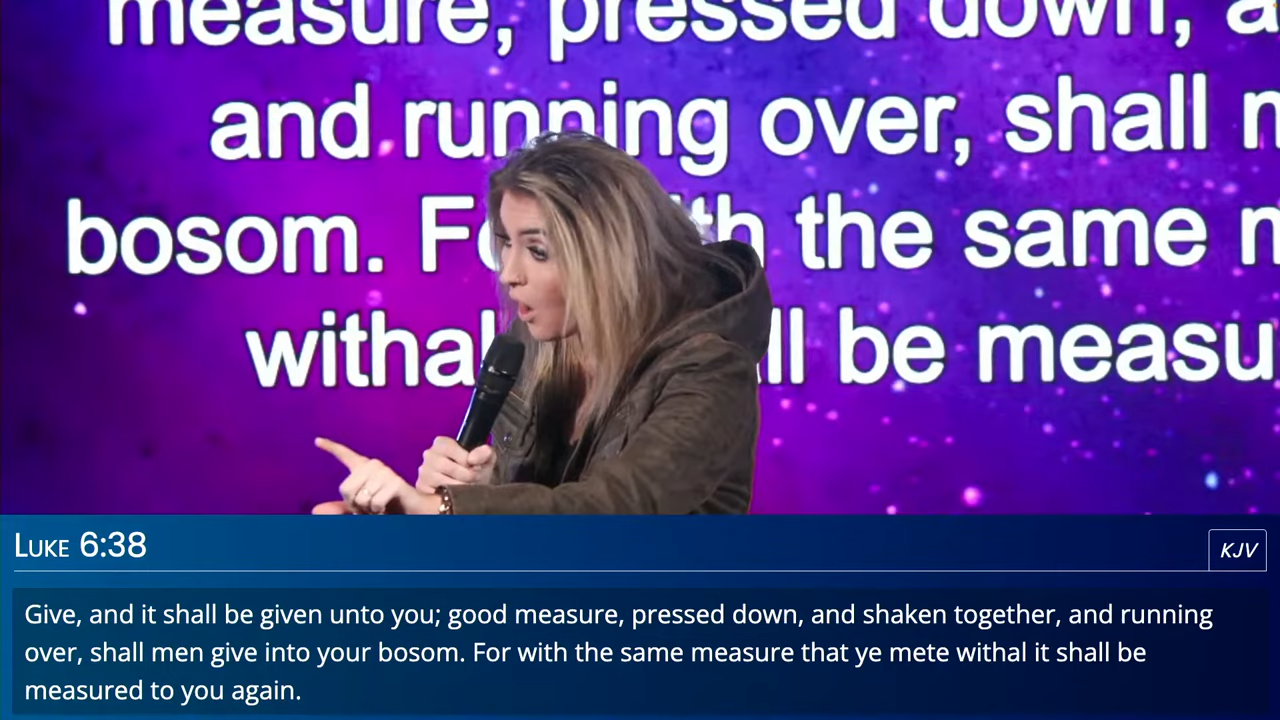 measure, pressed down, a
and running over, shall m
bosom. Fo th the same m
withal ll be measu
Luke 6:38
KJV
Give, and it shall be given unto you; good measure, pressed down, and shaken together, and running
over, shall men give into your bosom. For with the same measure that ye mete withal it shall be
measured to you again.